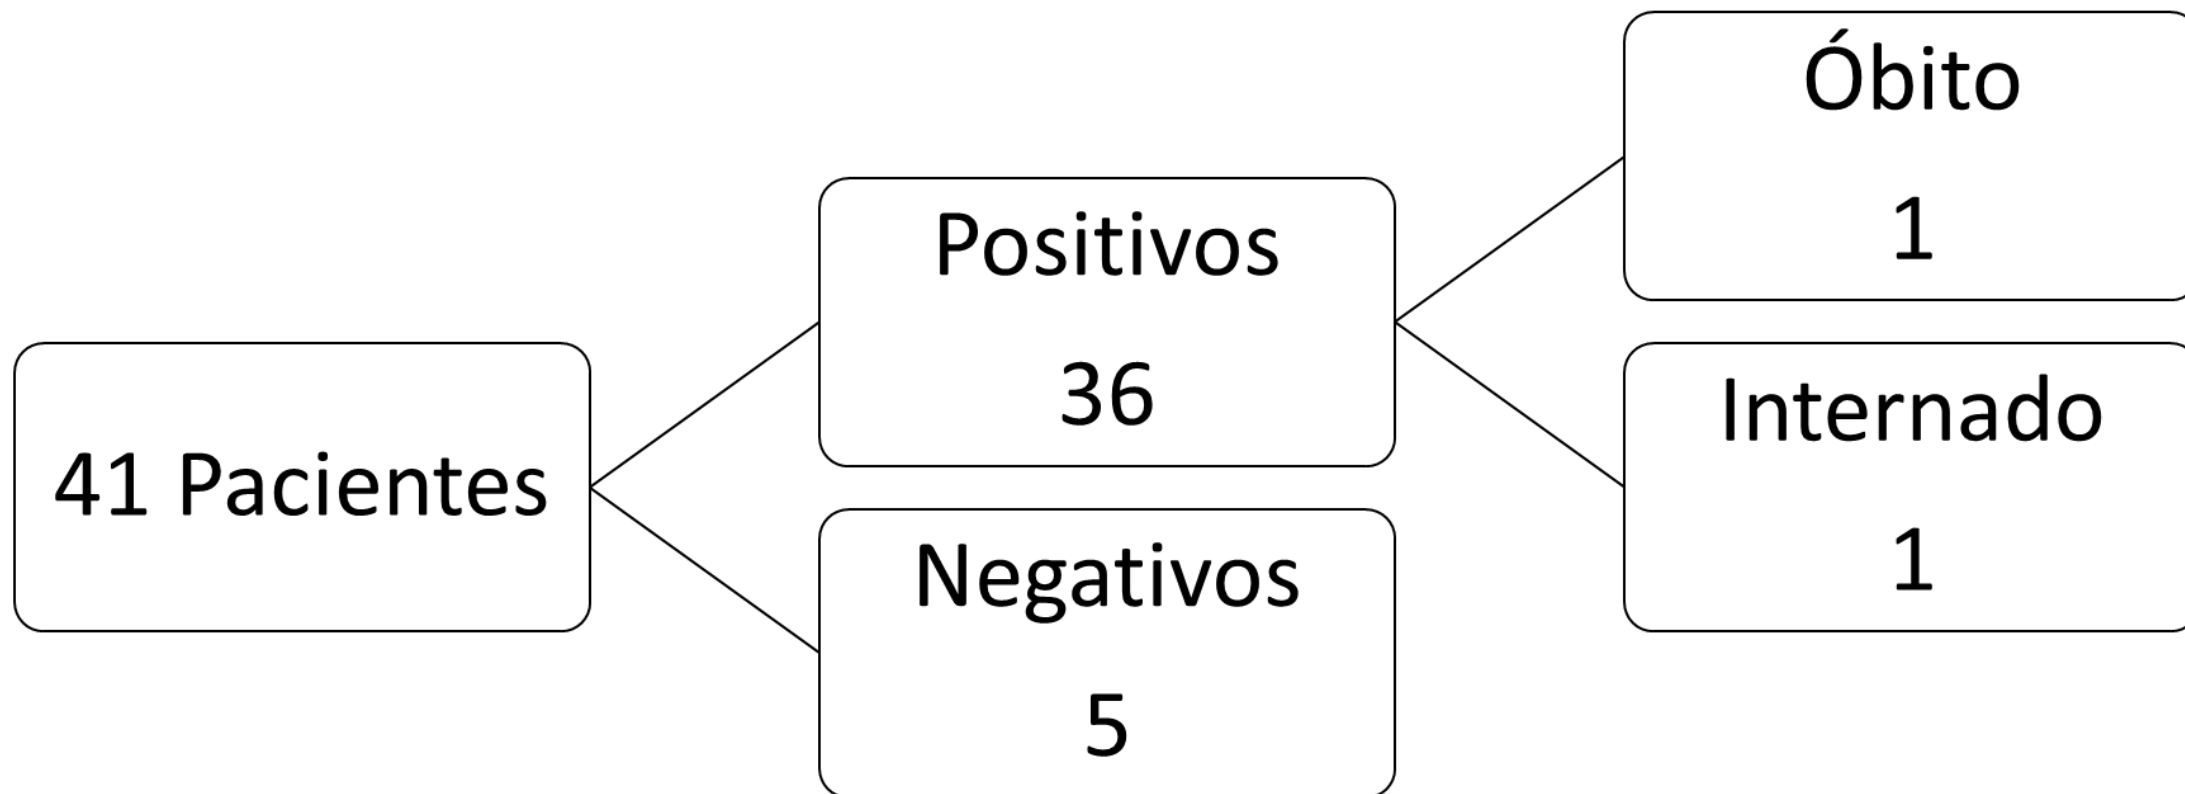 41 Pacientes
Positivos
36
Negativos
5
Óbito
1
Internado
1